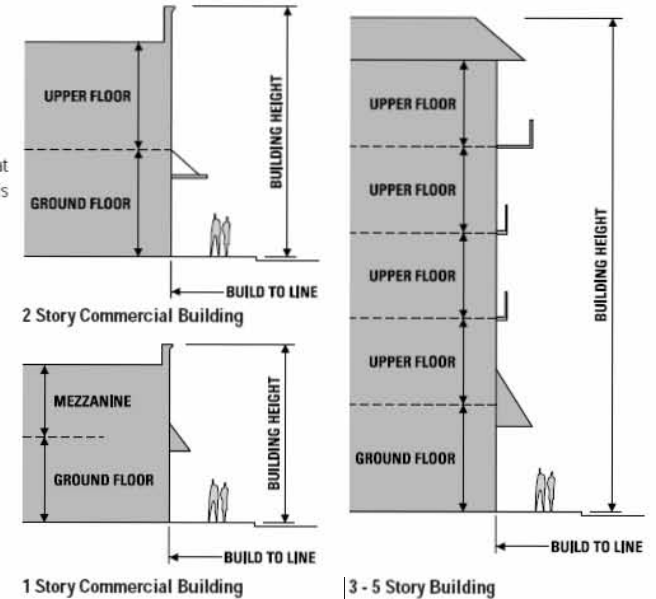 UPPER FLOOR
GROUND FLOOR
BUILDING HEIGHT
BUILD TO LINE
2 Story Commercial Building
MEZZANINE
GROUND FLOOR
BUILDING HEIGHT
BUILD TO LINE
1 Story Commercial Building
UPPER FLOOR
UPPER FLOOR
UPPER FLOOR
UPPER FLOOR
GROUND FLOOR
BUILDING HEIGHT
BUILD TO LINE
3 - 5 Story Building